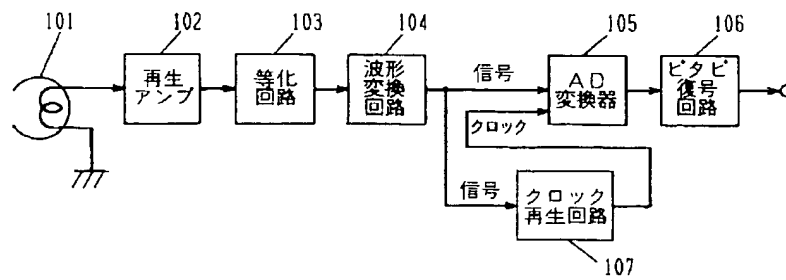 101
102
103
104
105
106
再生
アンプ
等化
回路
波形
変換
回路
信号
AD
変換器
ビタビ
復号
回路
クロック
信号
クロック
再生回路
107